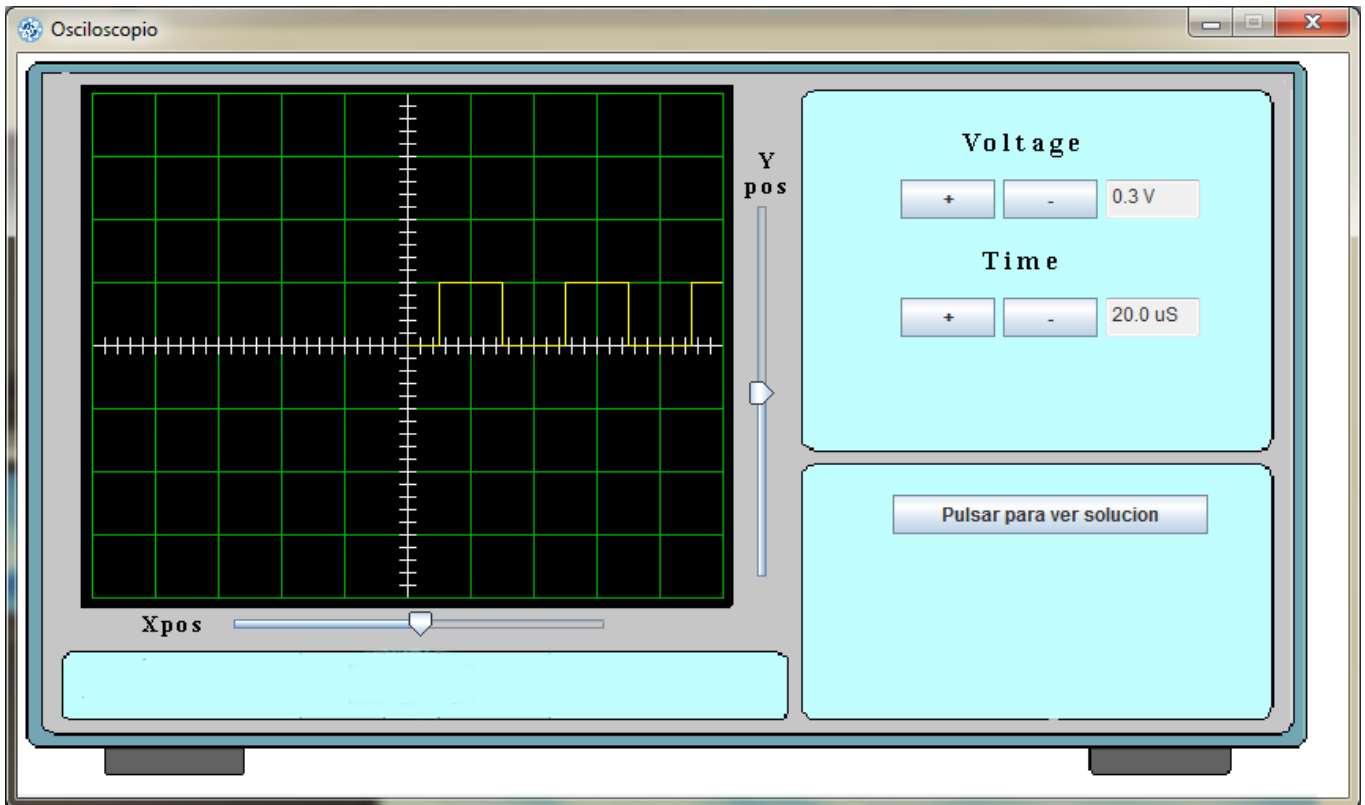 Osciloscopio
Y
pos
Voltage
+ - 0.3 V
Time
+ - 20.0 uS
Pulsar para ver solucion
Xpos